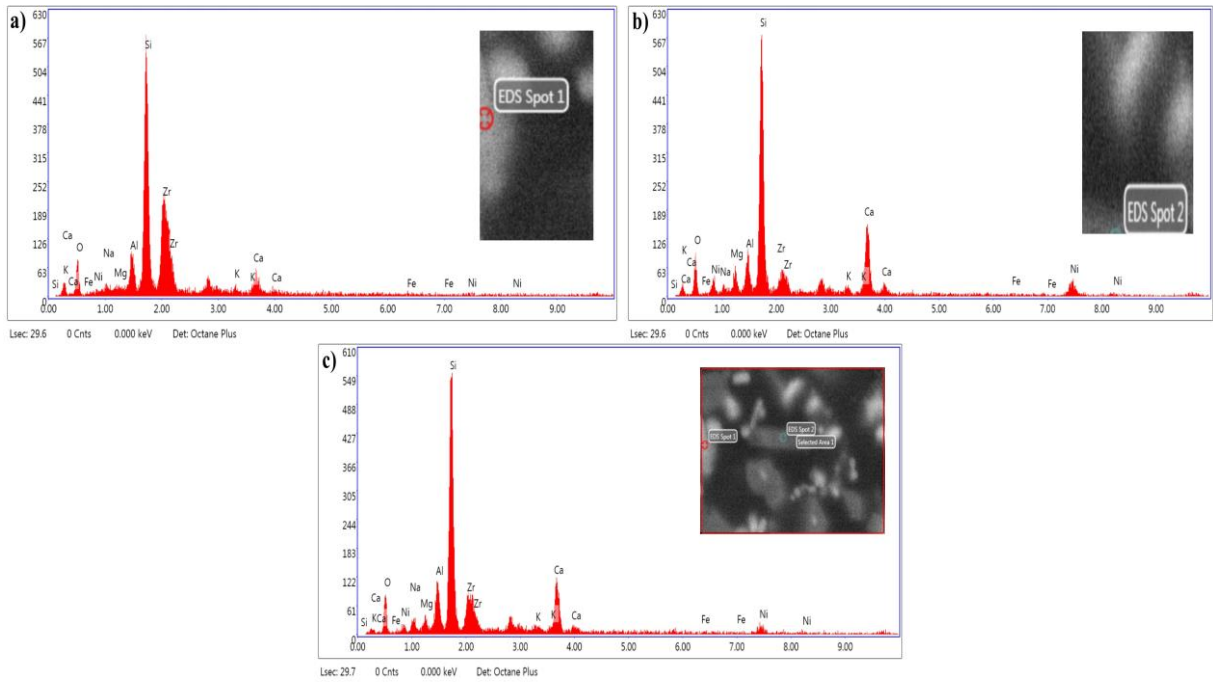 a)
630
567
504
441
378
315
252
189
126
63
0
Si
Zr
Zr
Ca
O
K
Si
Ca
Fe
Ni
Na
Mg
Al
K
K
Ca
Ca
Fe
Fe
Ni
Ni
0.00 1.00 2.00 3.00 4.00 5.00 6.00 7.00 8.00 9.00
EDS Spot 1
Lsec: 29.6 0 Cnts 0.000 keV Det: Octane Plus
b)
630
567
504
441
378
315
252
189
126
63
0
Si
Ca
O
K
Ca
Si
Ca
Fe
Ni
Na
Mg
Al
Zr
Zr
K
K
Ca
Fe
Fe
Ni
Ni
0.00 1.00 2.00 3.00 4.00 5.00 6.00 7.00 8.00 9.00
EDS Spot 2
Lsec: 29.6 0 Cnts 0.000 keV Det: Octane Plus
c)
610
549
488
427
366
305
244
183
122
61
0
Si
Ca
O
Ca
Si
K
Ca
Fe
Ni
Na
Mg
Al
Zr
Zr
K
K
Ca
Fe
Fe
Ni
Ni
0.00 1.00 2.00 3.00 4.00 5.00 6.00 7.00 8.00 9.00
EDS Spot 1
EDS Spot 2
Selected Area 1
Lsec: 29.7 0 Cnts 0.000 keV Det: Octane Plus